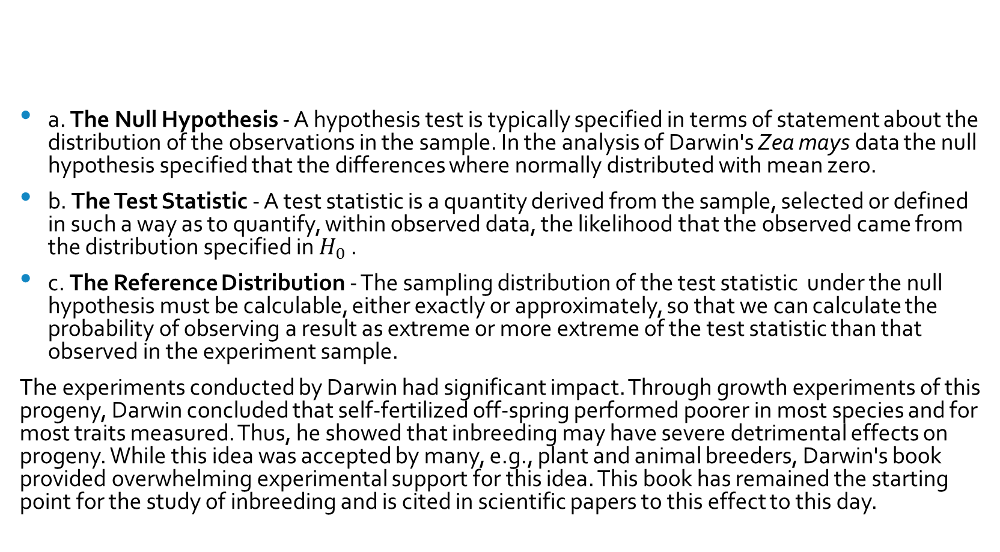 • a. The Null Hypothesis - A hypothesis test is typically specified in terms of statement about the
distribution of the observations in the sample. In the analysis of Darwin's Zea mays data the null
hypothesis specified that the differences where normally distributed with mean zero.
• b. The Test Statistic - A test statistic is a quantity derived from the sample, selected or defined
in such a way as to quantify, within observed data, the likelihood that the observed came from
the distribution specified in H₀ .
• c. The Reference Distribution - The sampling distribution of the test statistic under the null
hypothesis must be calculable, either exactly or approximately, so that we can calculate the
probability of observing a result as extreme or more extreme of the test statistic than that
observed in the experiment sample.
The experiments conducted by Darwin had significant impact. Through growth experiments of this
progeny, Darwin concluded that self-fertilized off-spring performed poorer in most species and for
most traits measured. Thus, he showed that inbreeding may have severe detrimental effects on
progeny. While this idea was accepted by many, e.g., plant and animal breeders, Darwin's book
provided overwhelming experimental support for this idea. This book has remained the starting
point for the study of inbreeding and is cited in scientific papers to this effect to this day.